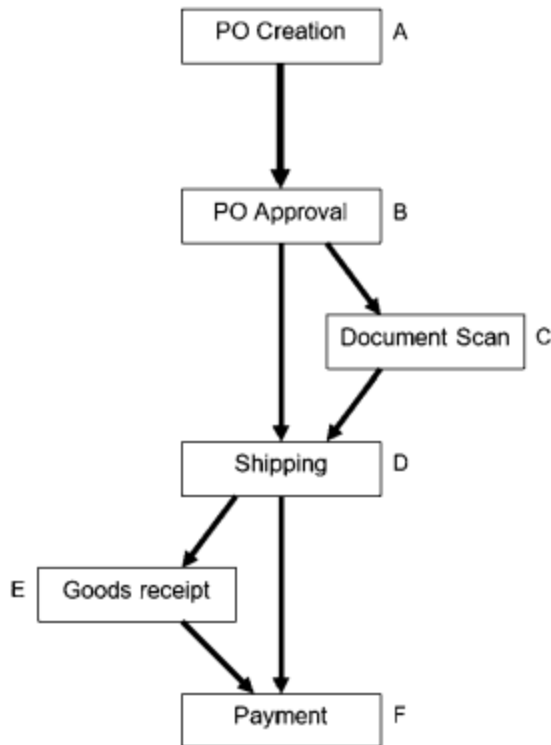 PO Creation A
PO Approval B
Document Scan C
Shipping D
E Goods receipt
Payment F